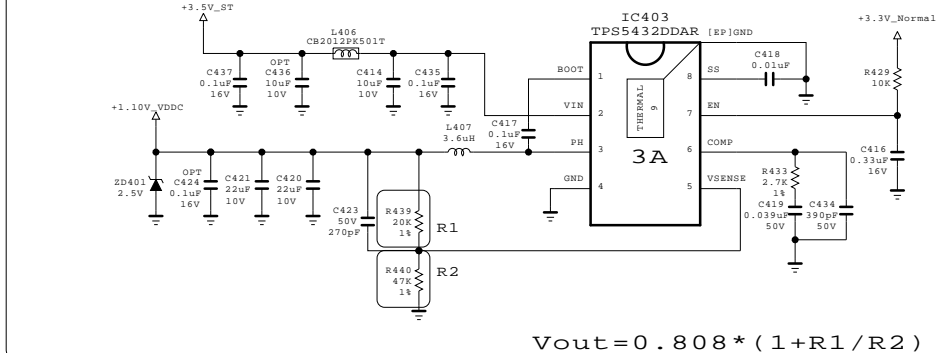 +3.5V_ST
L406
CB2012PK501T
C437
0.1uF
16V
OPT
C436
10uF
10V
C414
10uF
10V
C435
0.1uF
16V
IC403
TPS5432DDAR
[EP]GND
BOOT
1
VIN
2
PH
3
GND
4
THERMAL
9
3A
8
SS
7
EN
6
COMP
5
VSENSE
C418
0.01uF
+3.3V_Normal
R429
10K
C416
0.33uF
16V
+1.10V_VDDC
ZD401
2.5V
OPT
C424
0.1uF
16V
C421
22uF
10V
C420
22uF
10V
L407
3.6uH
C417
0.1uF
16V
C423
50V
270pF
R439
20K
1%
R1
R440
47K
1%
R2
R433
2.7K
1%
C419
0.039uF
50V
C434
390pF
50V
Vout=0.808*(1+R1/R2)